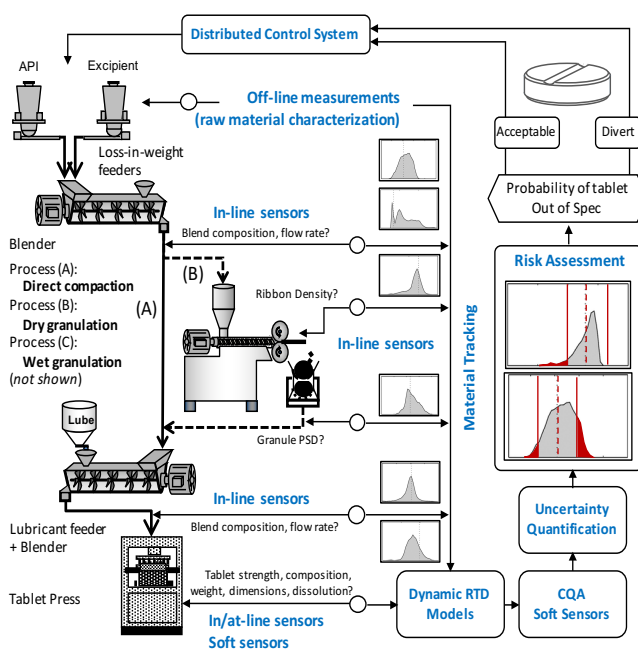 Distributed Control System
API
Excipient
Off-line measurements
(raw material characterization)
Acceptable
Divert
Loss-in-weight
feeders
Probability of tablet
Out of Spec
In-line sensors
Blend composition, flow rate?
Blender
Risk Assessment
Process (A):
Direct compaction
Process (B):
Dry granulation
Process (C):
Wet granulation
(not shown)
(A)
(B)
Ribbon Density?
In-line sensors
Material Tracking
Granule PSD?
Lube
In-line sensors
Blend composition, flow rate?
Lubricant feeder
+ Blender
Uncertainty
Quantification
Tablet Press
Tablet strength, composition,
weight, dimensions, dissolution?
In/at-line sensors
Soft sensors
Dynamic RTD
Models
CQA
Soft Sensors